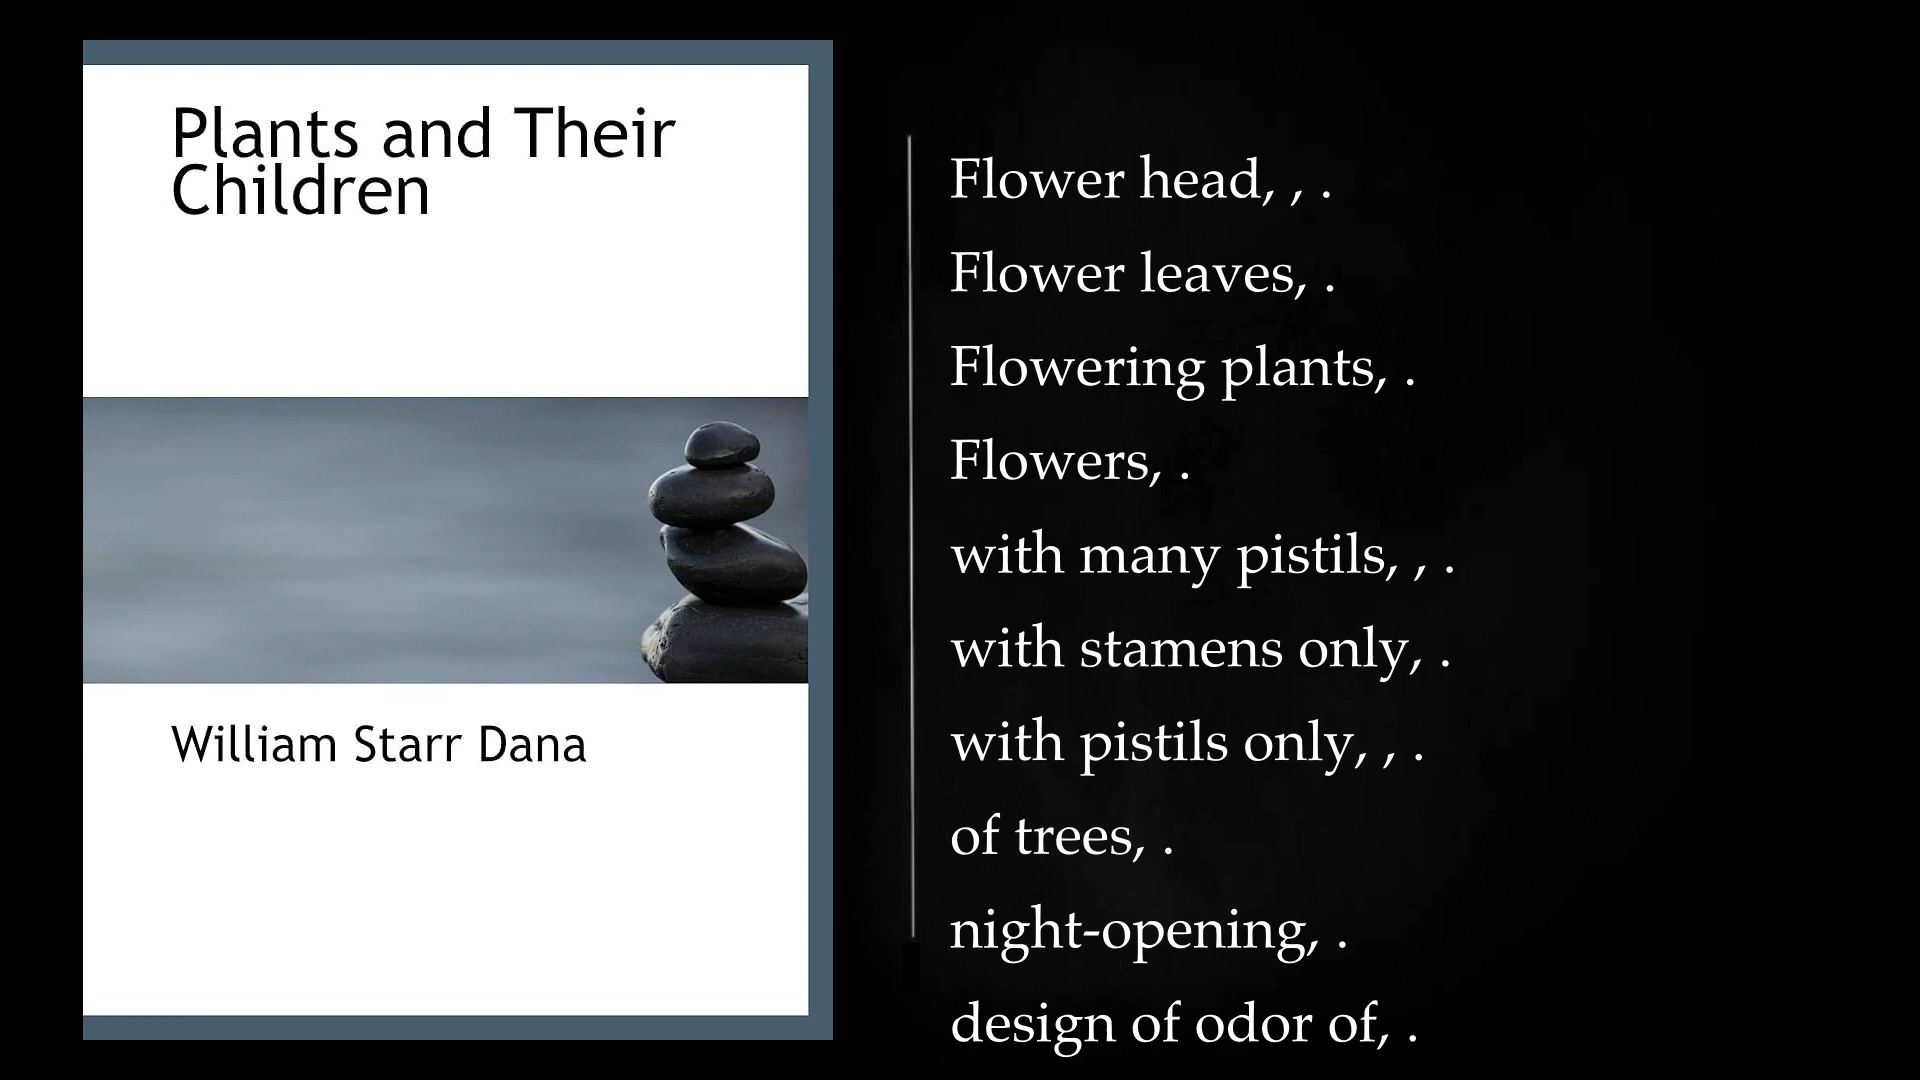 Plants and Their
Children
William Starr Dana
Flower head, , .
Flower leaves, .
Flowering plants, .
Flowers, .
with many pistils, , .
with stamens only, .
with pistils only, , .
of trees, .
night-opening, .
design of odor of, .